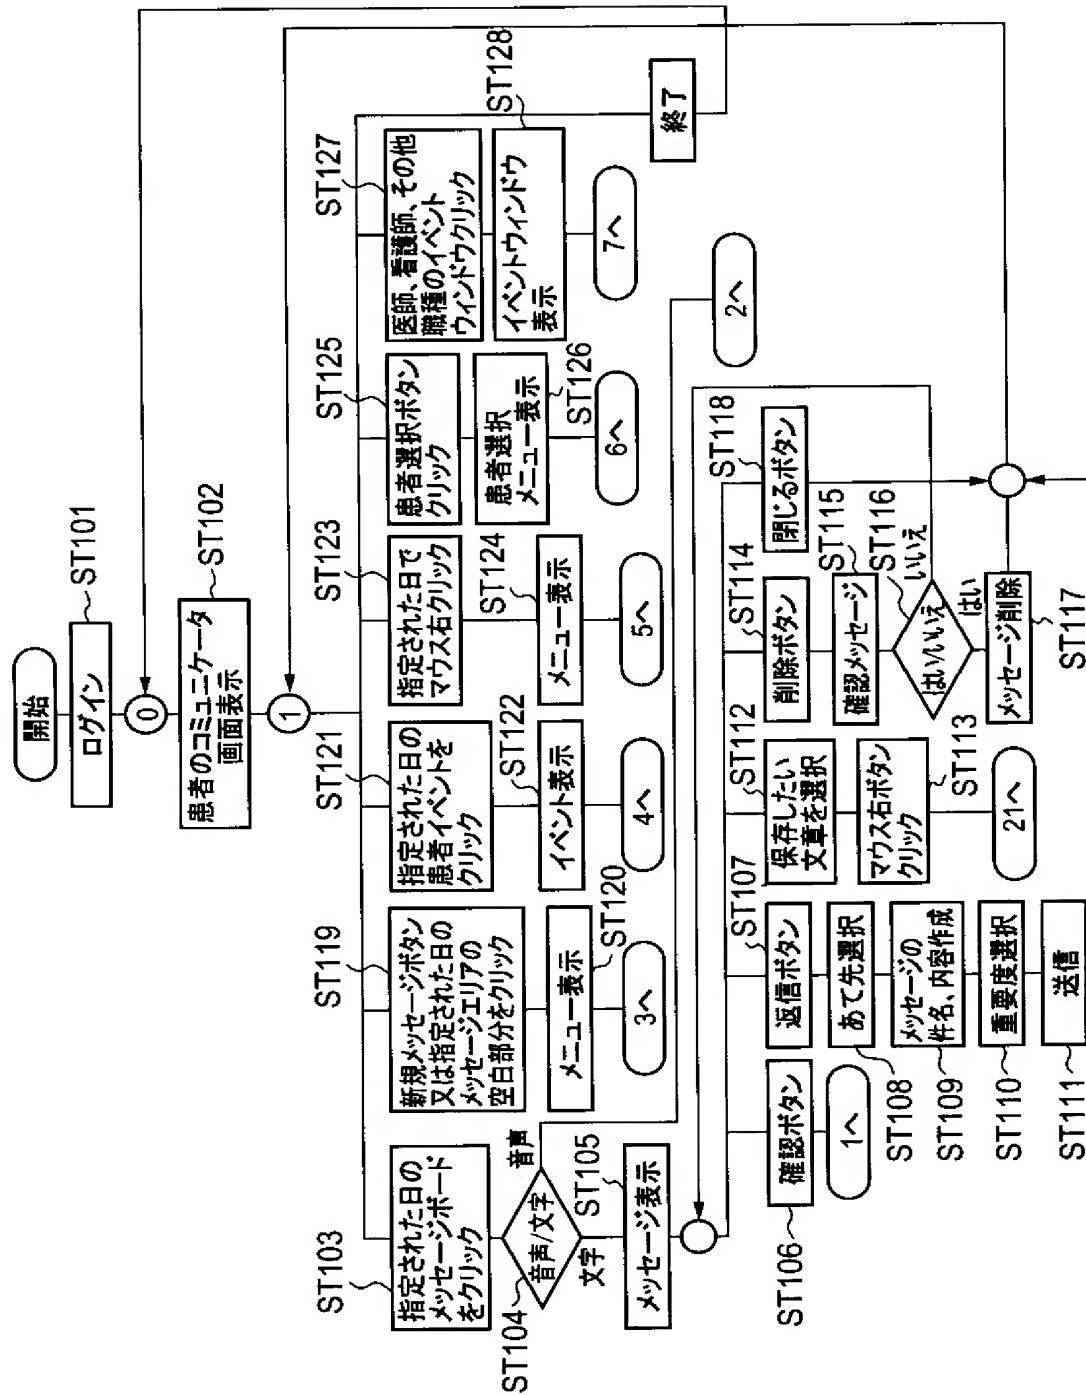 開始
ログイン
ST101
0
患者のコミュニケータ
画面表示
ST102
1
ST103
指定された日の
メッセージボード
をクリック
ST104
音声/文字
音声
文字
ST105
メッセージ表示
ST119
新規メッセージボタン
又は指定された日の
メッセージエリアの
空白部分をクリック
ST120
メニュー表示
3へ
ST121
指定された日の
患者イベントを
クリック
ST122
イベント表示
4へ
ST123
指定された日で
マウス右クリック
ST124
メニュー表示
5へ
ST125
患者選択ボタン
クリック
患者選択
メニュー表示
ST126
6へ
ST127
医師、看護師、その他
職種のイベント
ウィンドウクリック
ST128
イベントウィンドウ
表示
7へ
終了
2へ
ST106
確認ボタン
1へ
ST107
返信ボタン
あて先選択
ST108
メッセージの
件名、内容作成
ST109
重要度選択
ST110
送信
ST111
ST112
保存したい
文章を選択
マウス右ボタン
クリック
ST113
21へ
ST114
削除ボタン
ST115
確認メッセージ
ST116
はい/いいえ
いいえ
はい
メッセージ削除
ST117
ST118
閉じるボタン